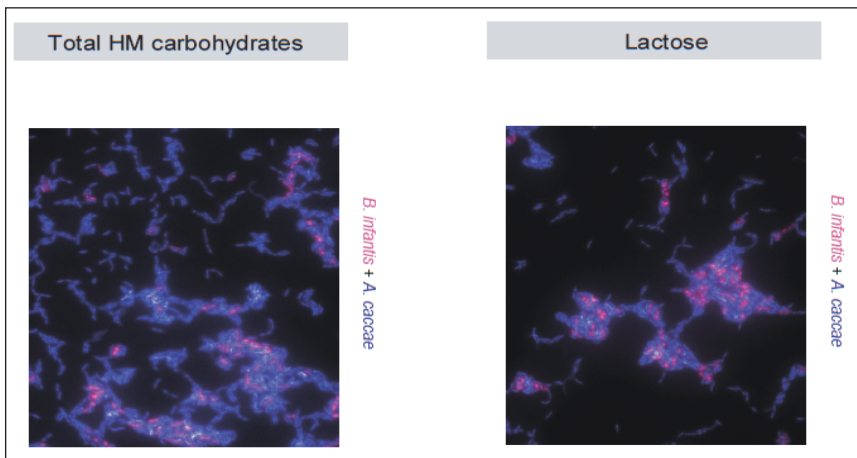 Total HM carbohydrates
Lactose
B. infantis + A. caccae
B. infantis + A. caccae